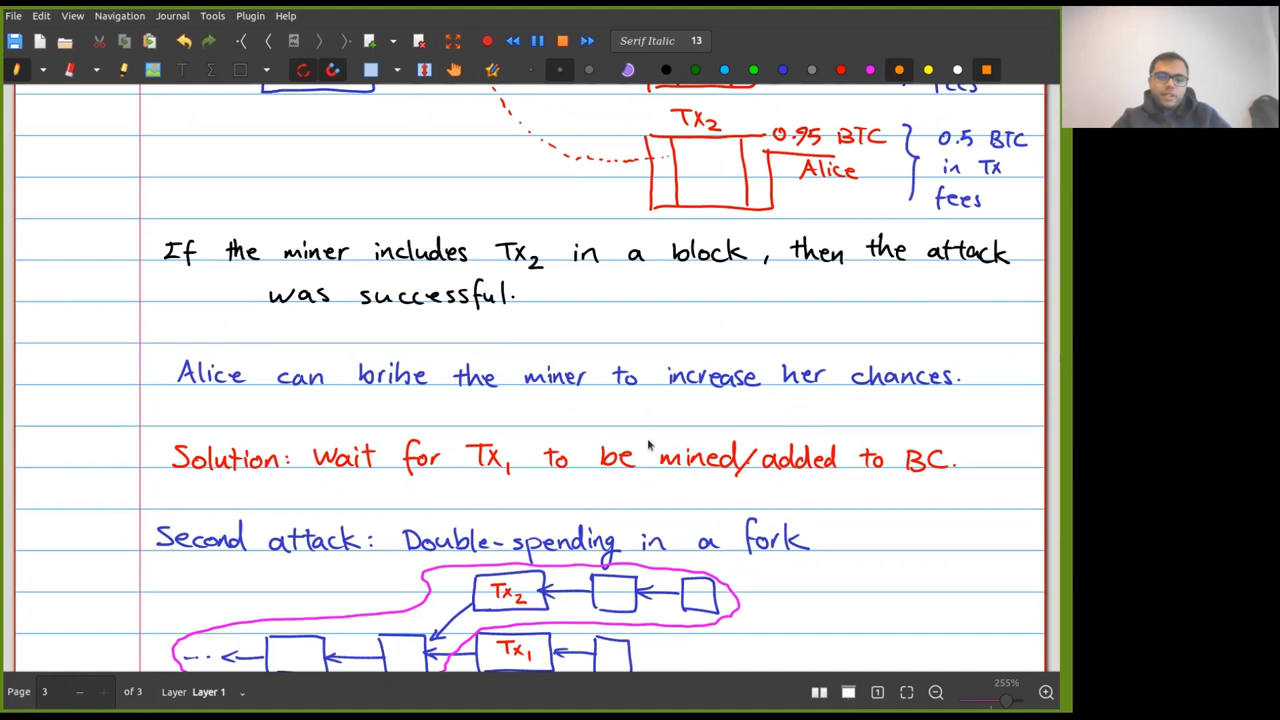 File Edit View Navigation Journal Tools Plugin Help
Serif Italic 13
fees
Tx2
0.95 BTC
Alice
0.5 BTC
in Tx
fees
If the miner includes Tx2 in a block, then the attack
was successful.
Alice can bribe the miner to increase her chances.
Solution: Wait for Tx1 to be mined/added to BC.
Second attack: Double-spending in a fork
Tx2
Tx1
Page 3 of 3 Layer Layer 1 255%